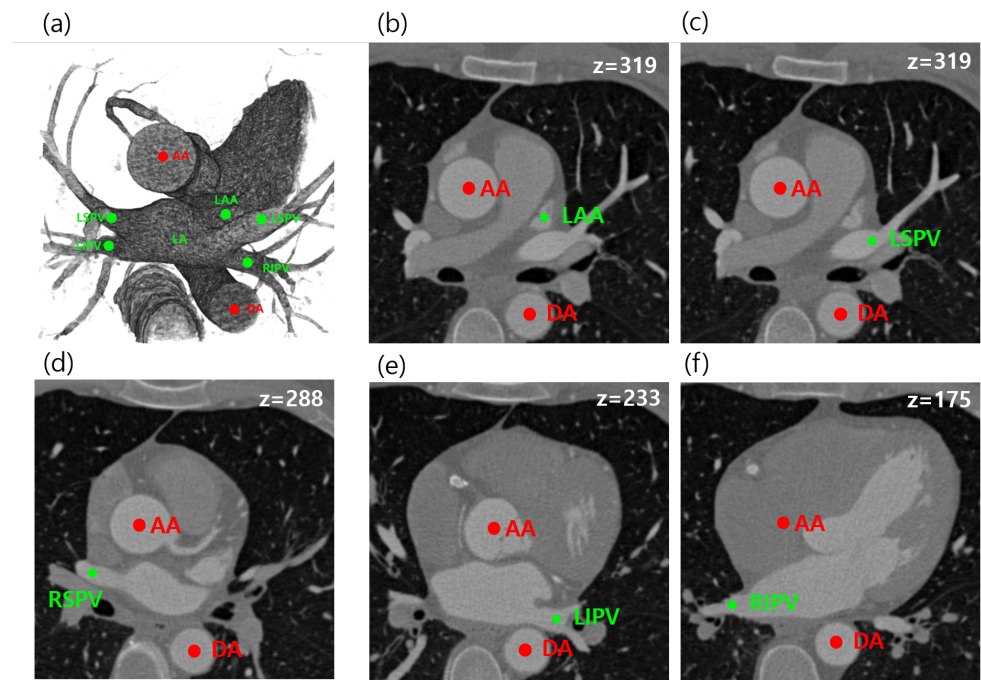 (a)
AA
LAA
LSPV
LSPV
LIPV
LA
RIPV
DA
(b)
z=319
AA
LAA
DA
(c)
z=319
AA
LSPV
DA
(d)
z=288
AA
RSPV
DA
(e)
z=233
AA
LIPV
DA
(f)
z=175
AA
RIPV
DA